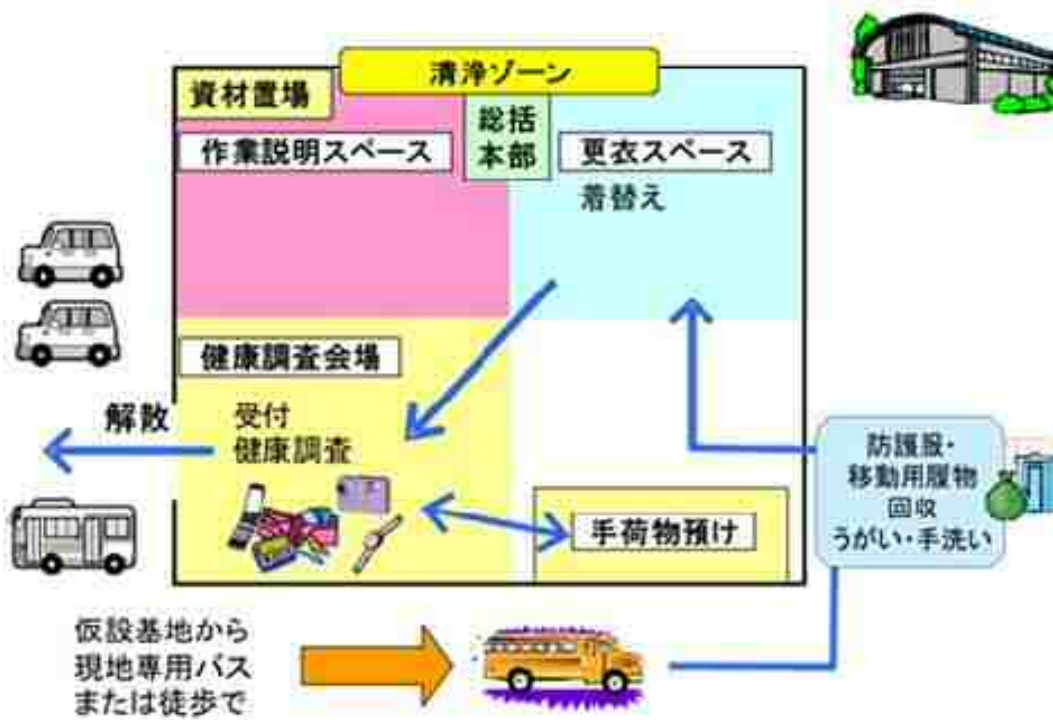 清浄ゾーン
資材置場
総括
本部
作業説明スペース
更衣スペース
着替え
健康調査会場
解散
受付
健康調査
防護服・
移動用履物
回収
うがい・手洗い
手荷物預け
仮設基地から
現地専用バス
または徒歩で